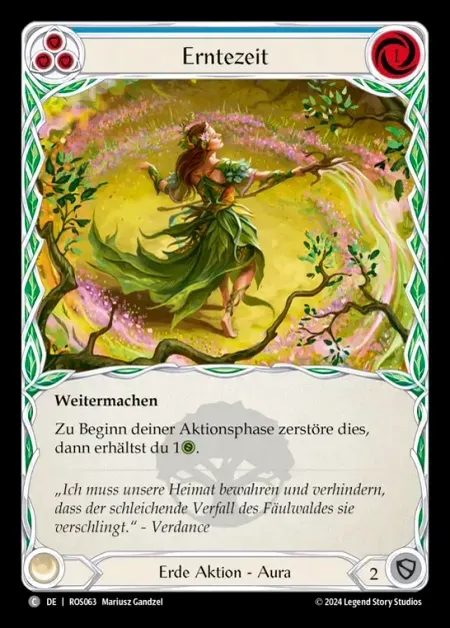 Erntezeit
1
Weitermachen
Zu Beginn deiner Aktionsphase zerstöre dies,
dann erhältst du 1.
„Ich muss unsere Heimat bewahren und verhindern,
dass der schleichende Verfall des Fäulwaldes sie
verschlingt.“ - Verdance
Erde Aktion - Aura
2
C DE | ROS063 Mariusz Gandzel
© 2024 Legend Story Studios